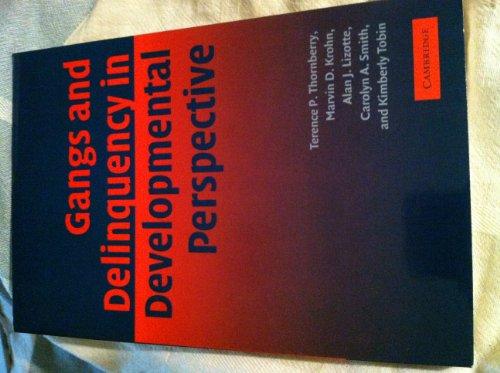 Gangs and
Delinquency in
Developmental
Perspective
Terence P. Thornberry,
Marvin D. Krohn,
Alan J. Lizotte,
Carolyn A. Smith,
and Kimberly Tobin
CAMBRIDGE